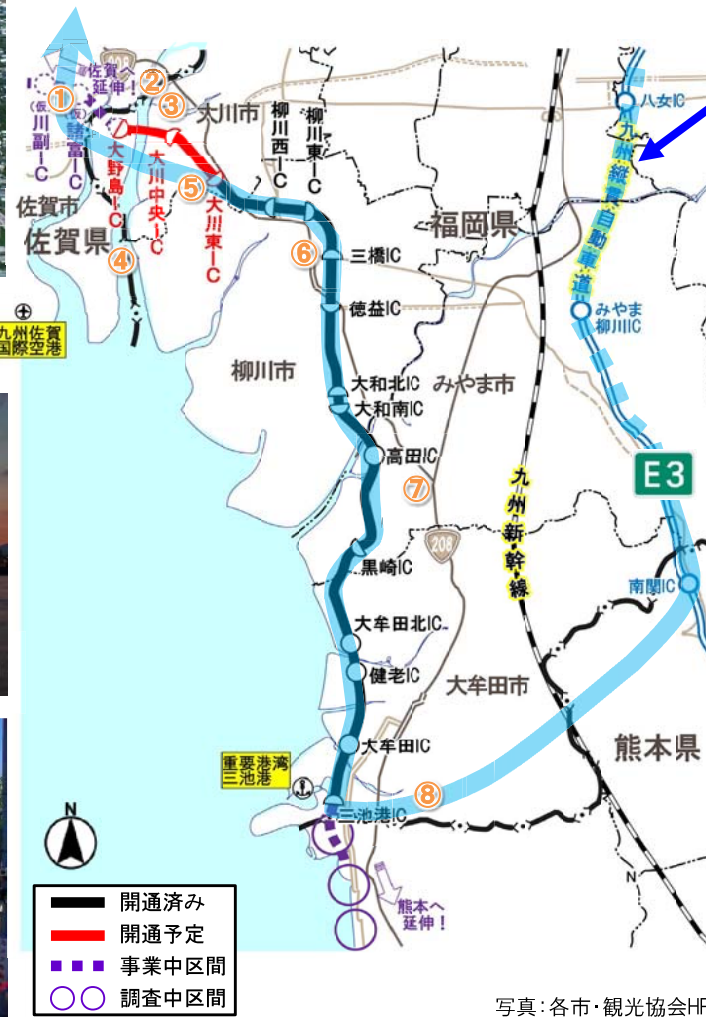 208
佐賀へ
延伸！
①
②
③
(仮)川副IC
(仮)諸富IC
大野島IC
大川中央IC
大川東IC
大川市
柳川西IC
柳川東IC
⑤
佐賀市
佐賀県
④
⑥
三橋IC
徳益IC
福岡県
八女IC
九州縦貫自動車道
みやま
柳川IC
九州佐賀
国際空港
柳川市
大和北IC
大和南IC
みやま市
高田IC
⑦
E3
九州新幹線
208
黒崎IC
南関IC
大牟田北IC
健老IC
大牟田市
大牟田IC
熊本県
重要港湾
三池港
⑧
三池港IC
N
熊本へ
延伸！
開通済み
開通予定
事業中区間
調査中区間
写真：各市・観光協会HP